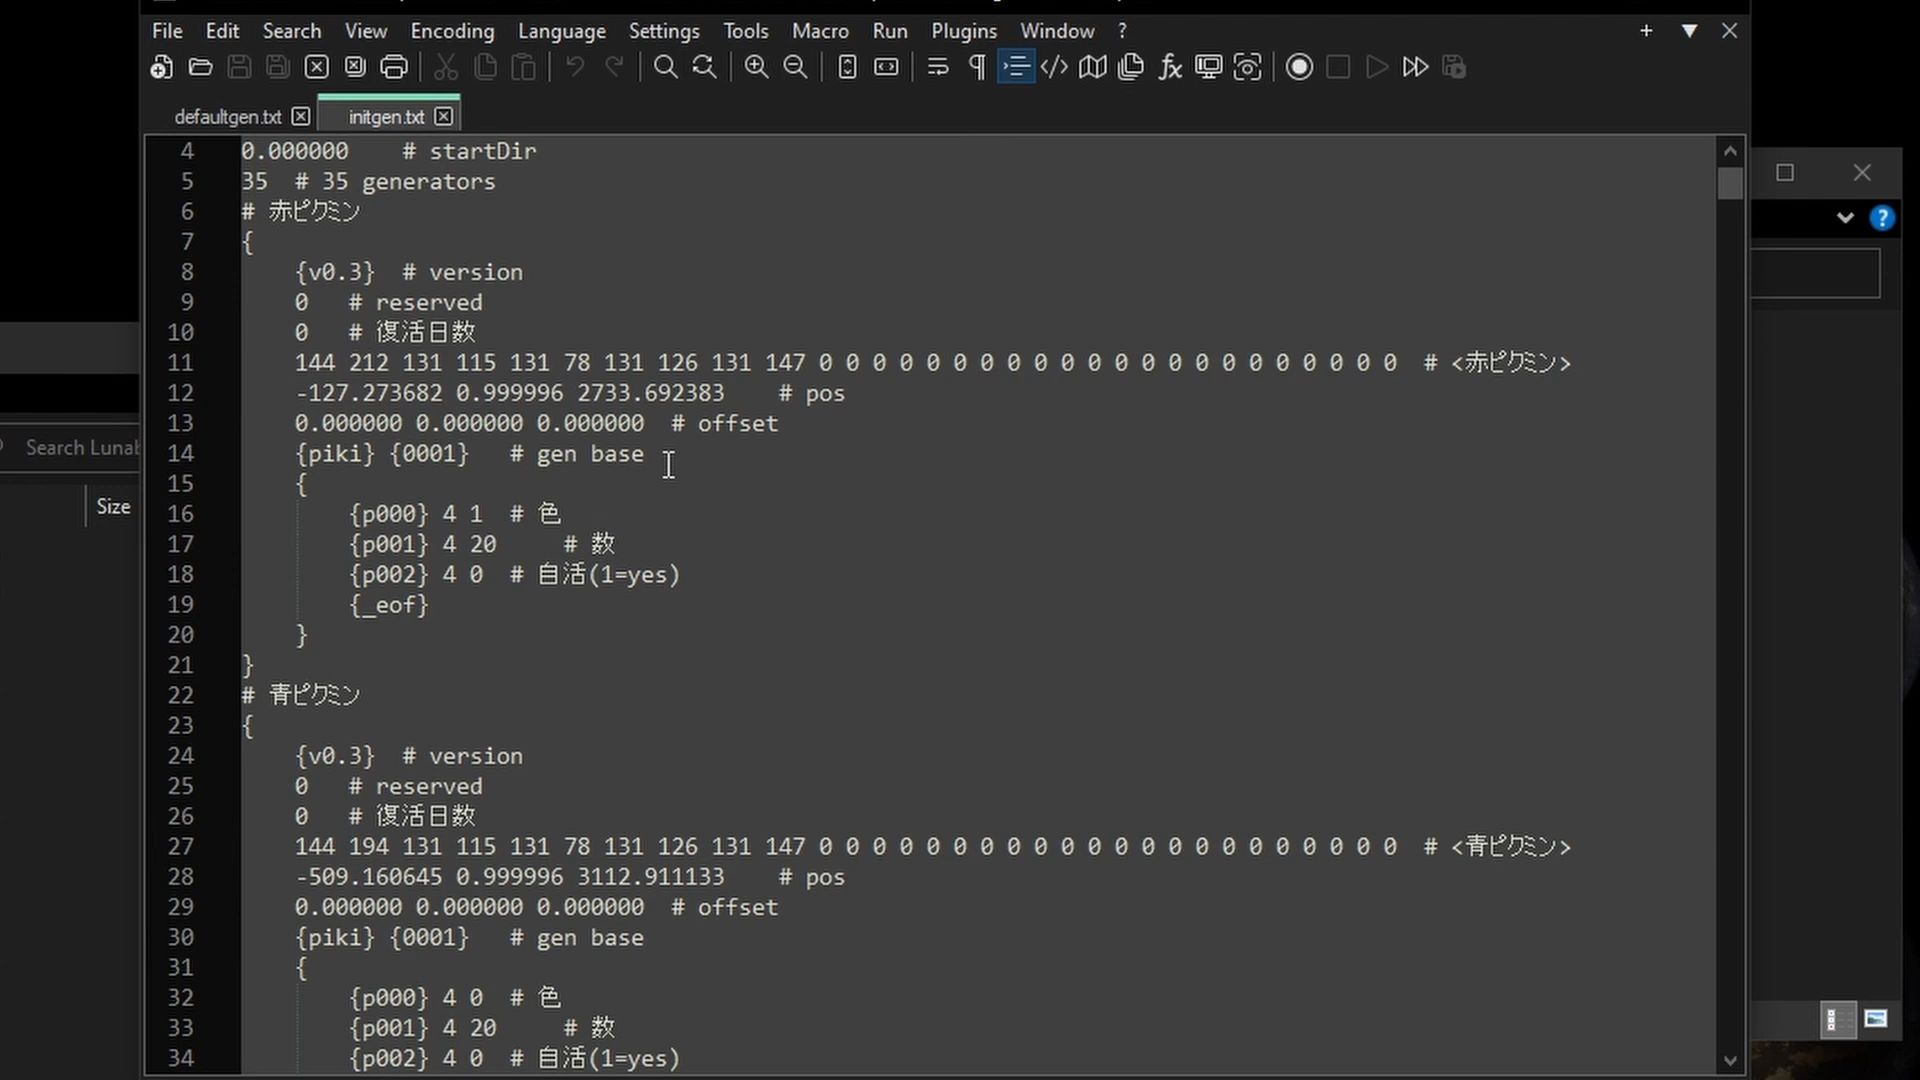 File Edit Search View Encoding Language Settings Tools Macro Run Plugins Window ?
defaultgen.txt initgen.txt
4 0.000000 # startDir
5 35 # 35 generators
6 # 赤ピクミン
7 {
8 {v0.3} # version
9 0 # reserved
10 0 # 復活日数
11 144 212 131 115 131 78 131 126 131 147 0 0 0 0 0 0 0 0 0 0 0 0 0 0 0 0 0 0 0 0 0 0 # <赤ピクミン>
12 -127.273682 0.999996 2733.692383 # pos
13 0.000000 0.000000 0.000000 # offset
14 {piki} {0001} # gen base
15 {
16 {p000} 4 1 # 色
17 {p001} 4 20 # 数
18 {p002} 4 0 # 自活(1=yes)
19 {_eof}
20 }
21 }
22 # 青ピクミン
23 {
24 {v0.3} # version
25 0 # reserved
26 0 # 復活日数
27 144 194 131 115 131 78 131 126 131 147 0 0 0 0 0 0 0 0 0 0 0 0 0 0 0 0 0 0 0 0 0 0 # <青ピクミン>
28 -509.160645 0.999996 3112.911133 # pos
29 0.000000 0.000000 0.000000 # offset
30 {piki} {0001} # gen base
31 {
32 {p000} 4 0 # 色
33 {p001} 4 20 # 数
34 {p002} 4 0 # 自活(1=yes)
Search Lunab
Size
?